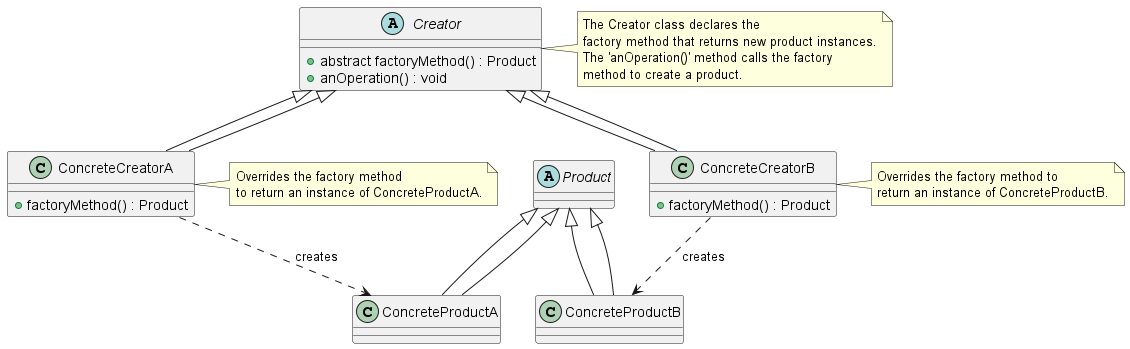 A Creator
abstract factoryMethod() : Product
anOperation() : void
The Creator class declares the
factory method that returns new product instances.
The 'anOperation()' method calls the factory
method to create a product.
C ConcreteCreatorA
factoryMethod() : Product
Overrides the factory method
to return an instance of ConcreteProductA.
A Product
C ConcreteCreatorB
factoryMethod() : Product
Overrides the factory method to
return an instance of ConcreteProductB.
creates
creates
C ConcreteProductA
C ConcreteProductB